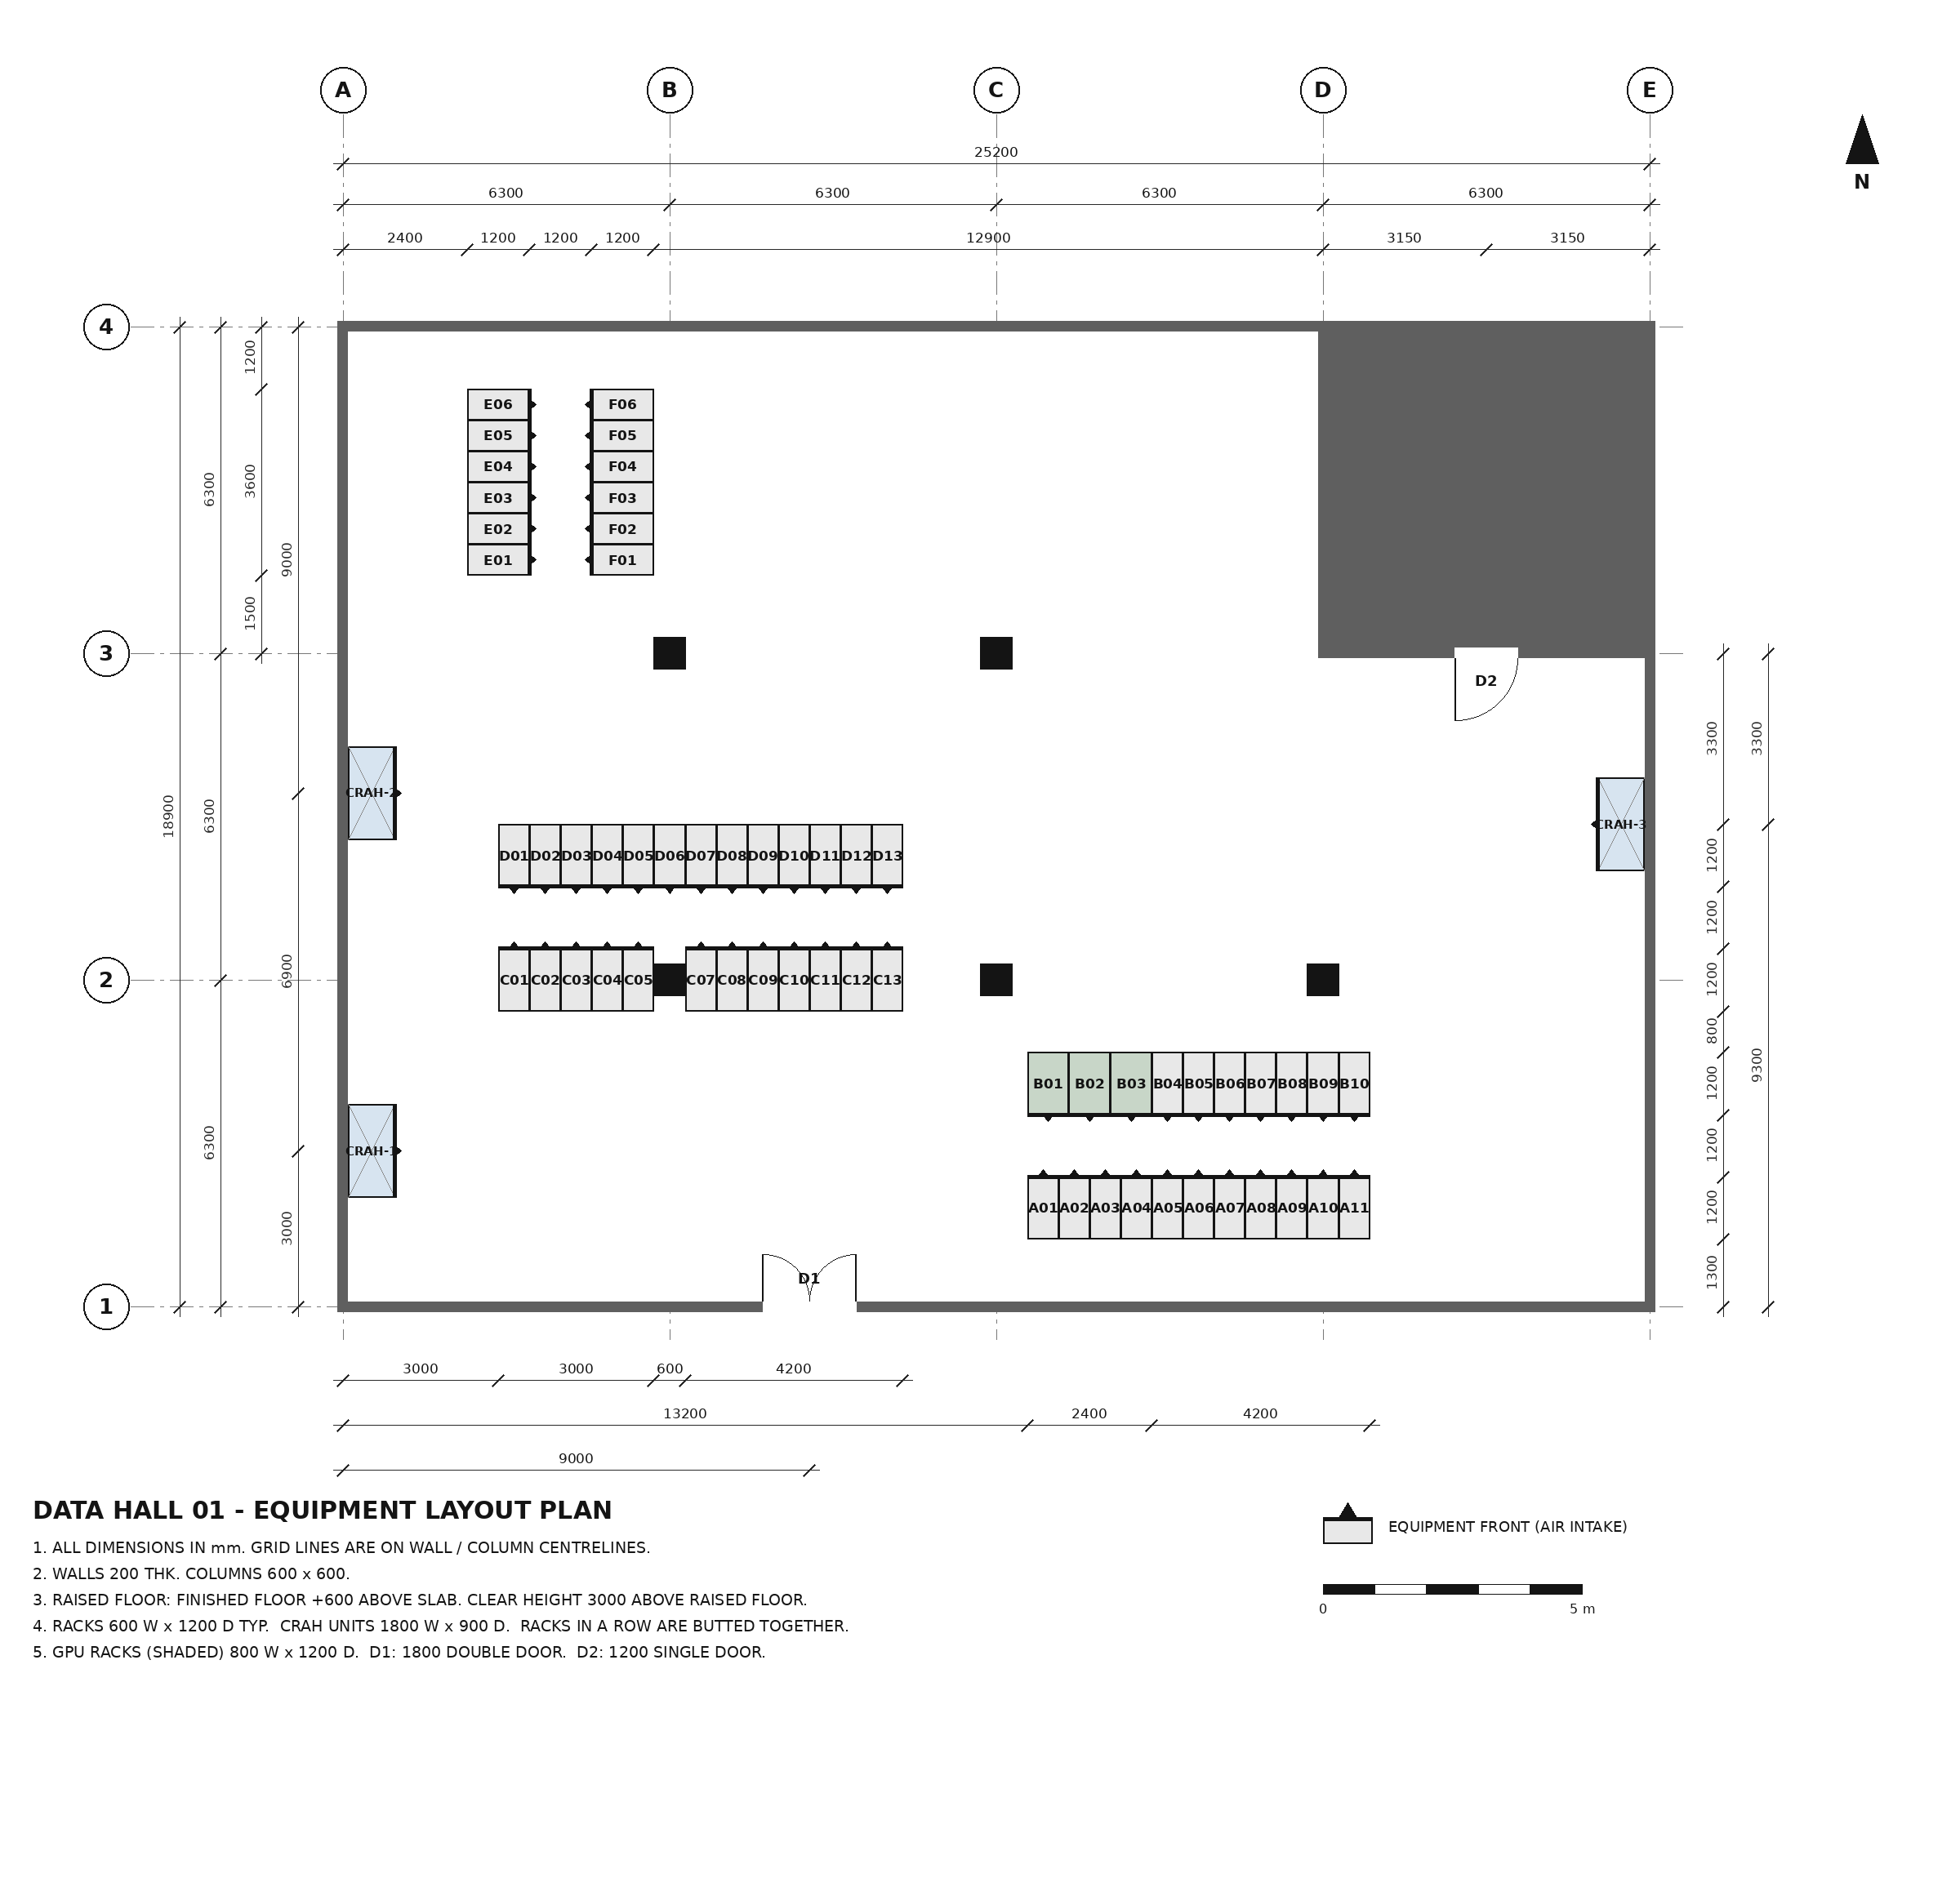 A B C D E
N
25200
6300 6300 6300 6300
2400 1200 1200 1200 12900 3150 3150
4
3
2
1
18900
6300
6300
6300
1200
3600
1500
9000
6900
3000
E06 F06
E05 F05
E04 F04
E03 F03
E02 F02
E01 F01
D2
CRAH-2
CRAH-3
D01 D02 D03 D04 D05 D06 D07 D08 D09 D10 D11 D12 D13
C01 C02 C03 C04 C05 C07 C08 C09 C10 C11 C12 C13
B01 B02 B03 B04 B05 B06 B07 B08 B09 B10
CRAH-1
A01 A02 A03 A04 A05 A06 A07 A08 A09 A10 A11
D1
3300
1200
1200
1200
800
1200
1200
1200
1300
3300
9300
3000 3000 600 4200
13200 2400 4200
9000
DATA HALL 01 - EQUIPMENT LAYOUT PLAN
1. ALL DIMENSIONS IN mm. GRID LINES ARE ON WALL / COLUMN CENTRELINES.
2. WALLS 200 THK. COLUMNS 600 x 600.
3. RAISED FLOOR: FINISHED FLOOR +600 ABOVE SLAB. CLEAR HEIGHT 3000 ABOVE RAISED FLOOR.
4. RACKS 600 W x 1200 D TYP.  CRAH UNITS 1800 W x 900 D.  RACKS IN A ROW ARE BUTTED TOGETHER.
5. GPU RACKS (SHADED) 800 W x 1200 D.  D1: 1800 DOUBLE DOOR.  D2: 1200 SINGLE DOOR.
EQUIPMENT FRONT (AIR INTAKE)
0 5 m